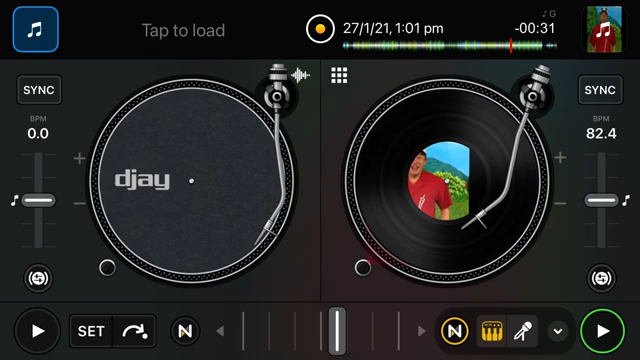 Tap to load
27/1/21, 1:01 pm
-00:31
G
SYNC
BPM
0.0
djay
SYNC
BPM
82.4
SET
N
N